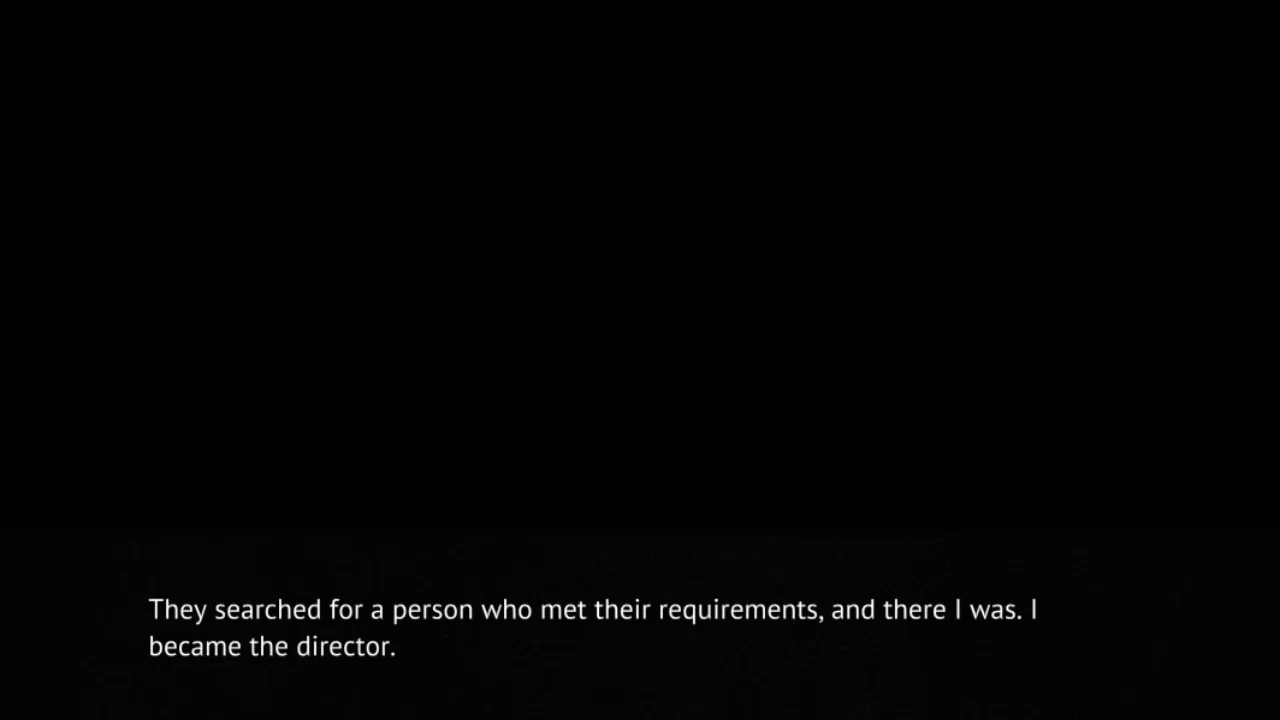 They searched for a person who met their requirements, and there I was. I
became the director.